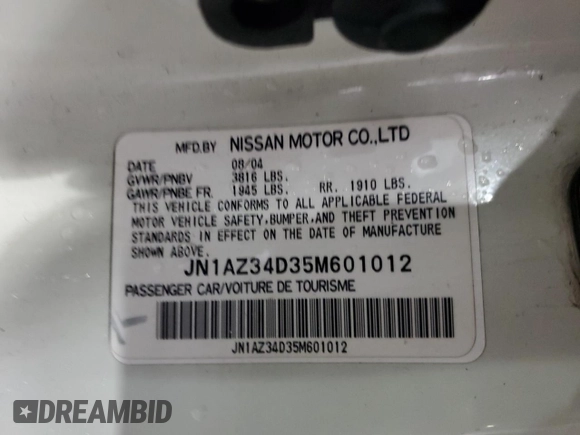 MFD.BY NISSAN MOTOR CO.,LTD
DATE 08/04
GVWR/PNBV 3816 LBS.
GAWR/PNBE FR. 1945 LBS. RR. 1910 LBS.
THIS VEHICLE CONFORMS TO ALL APPLICABLE FEDERAL
MOTOR VEHICLE SAFETY,BUMPER,AND THEFT PREVENTION
STANDARDS IN EFFECT ON THE DATE OF MANUFACTURE
SHOWN ABOVE.
JN1AZ34D35M601012
PASSENGER CAR/VOITURE DE TOURISME
JN1AZ34D35M601012
DREAMBID